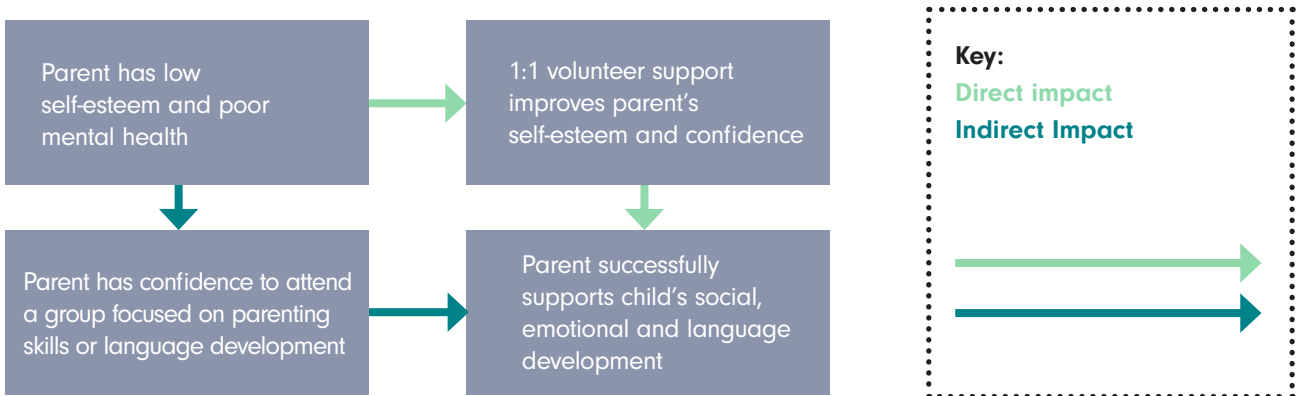 Parent has low
self-esteem and poor
mental health
1:1 volunteer support
improves parent's
self-esteem and confidence
Parent has confidence to attend
a group focused on parenting
skills or language development
Parent successfully
supports child's social,
emotional and language
development
Key:
Direct impact
Indirect Impact